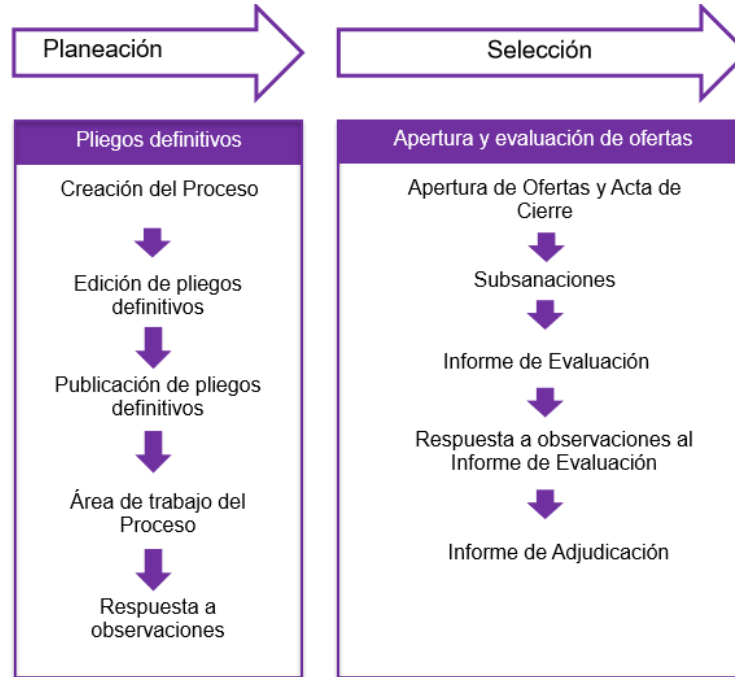 Planeación
Selección
Pliegos definitivos
Creación del Proceso
Edición de pliegos
definitivos
Publicación de pliegos
definitivos
Área de trabajo del
Proceso
Respuesta a
observaciones
Apertura y evaluación de ofertas
Apertura de Ofertas y Acta de
Cierre
Subsanaciones
Informe de Evaluación
Respuesta a observaciones al
Informe de Evaluación
Informe de Adjudicación